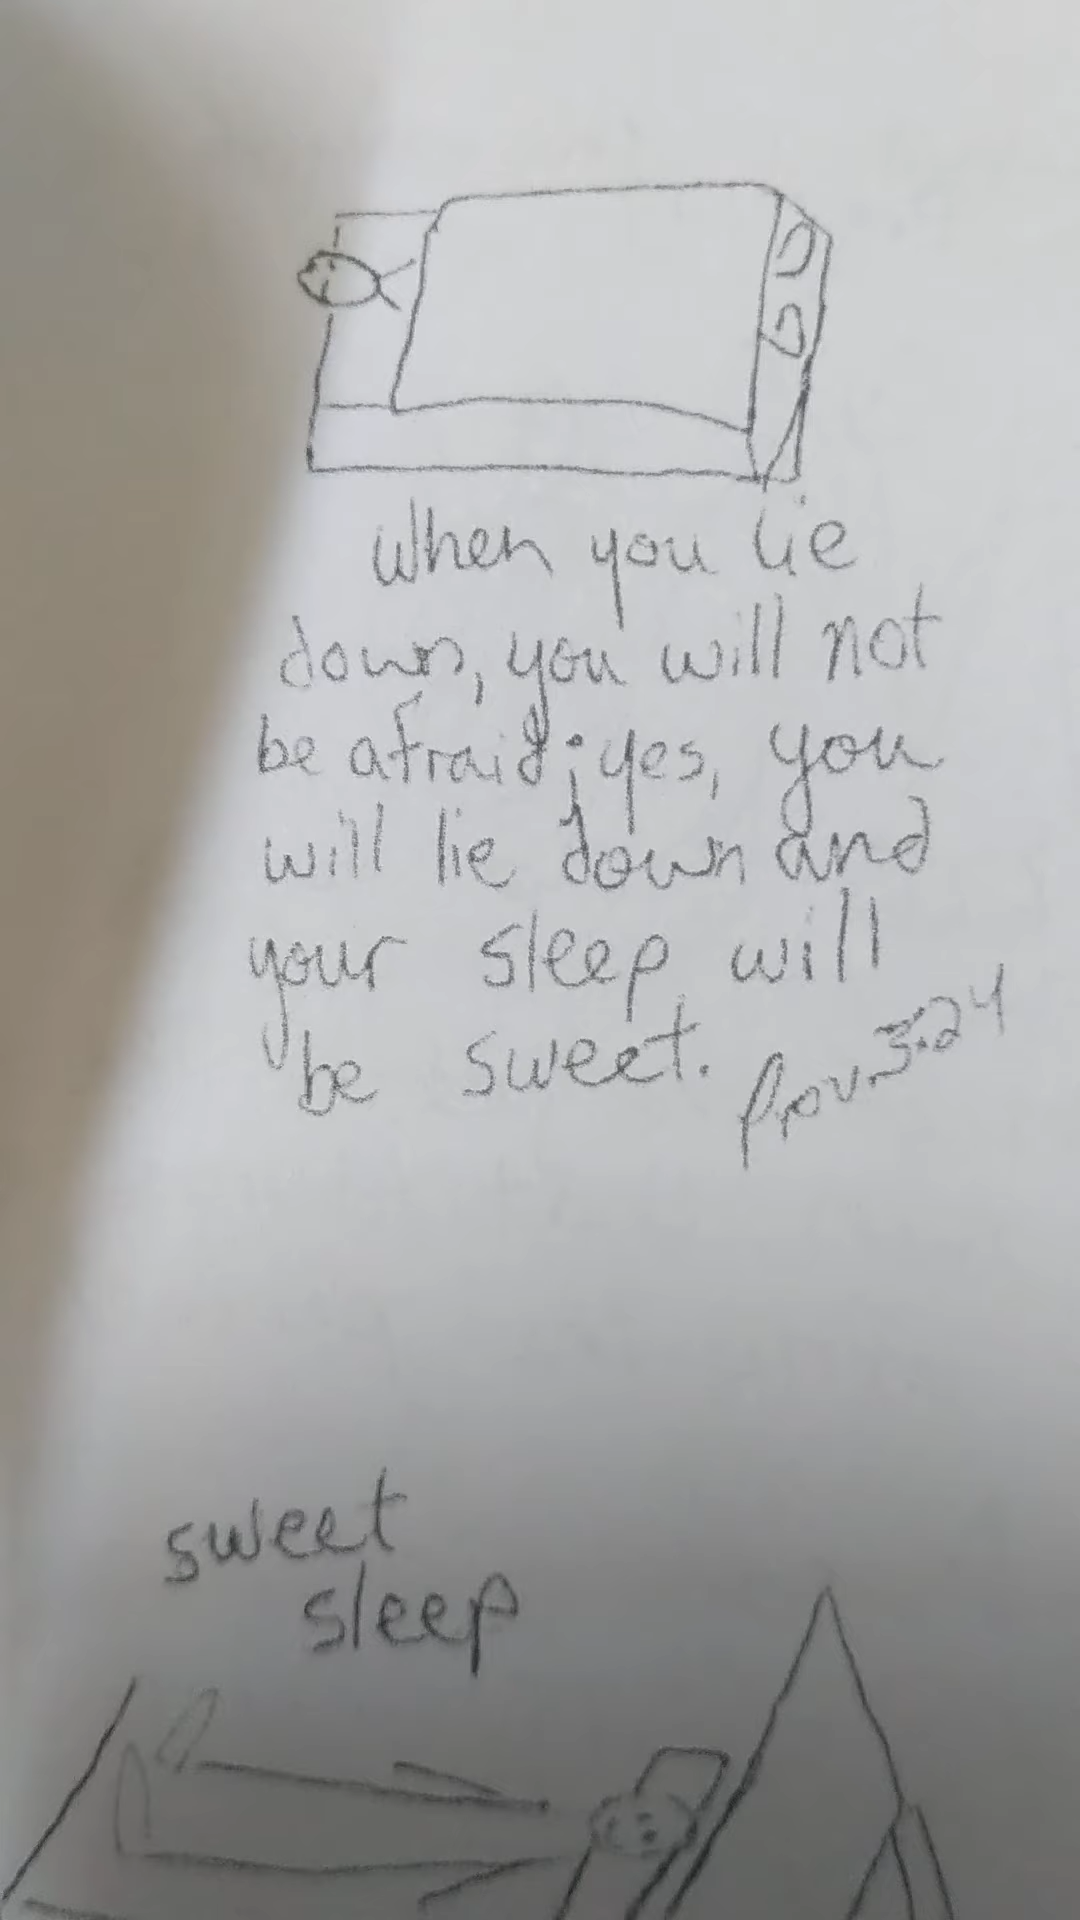 When you lie
down, you will not
be afraid; yes, you
will lie down and
your sleep will
be sweet. Prov. 3:24
sweet
sleep